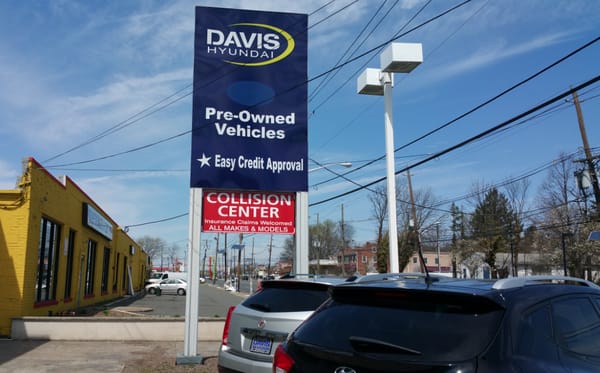 DAVIS
HYUNDAI
Pre-Owned
Vehicles
Easy Credit Approval
COLLISION
CENTER
Insurance Claims Welcomed
ALL MAKES & MODELS